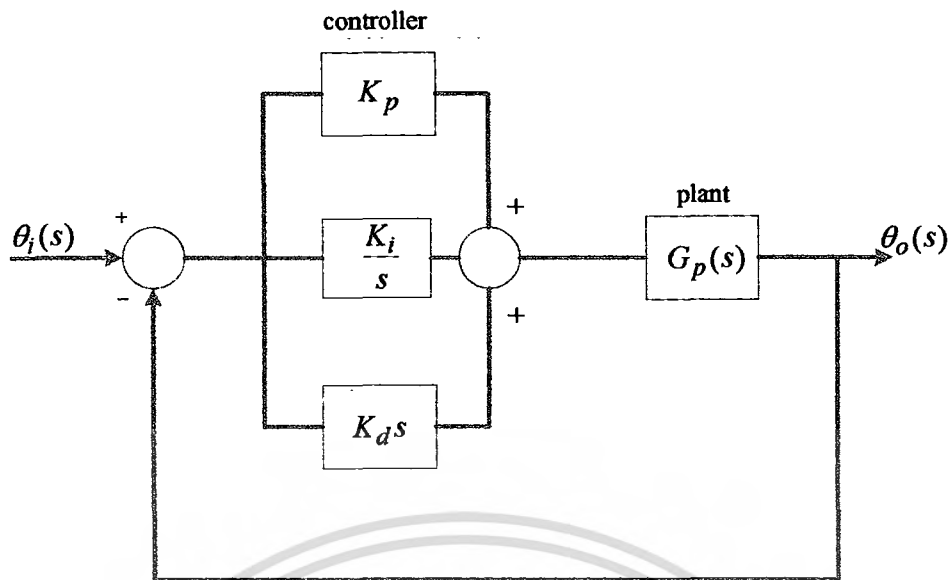 controller
K_p
plant
+
+
θ_i(s)
K_i
s
G_p(s)
θ_o(s)
−
+
K_d s